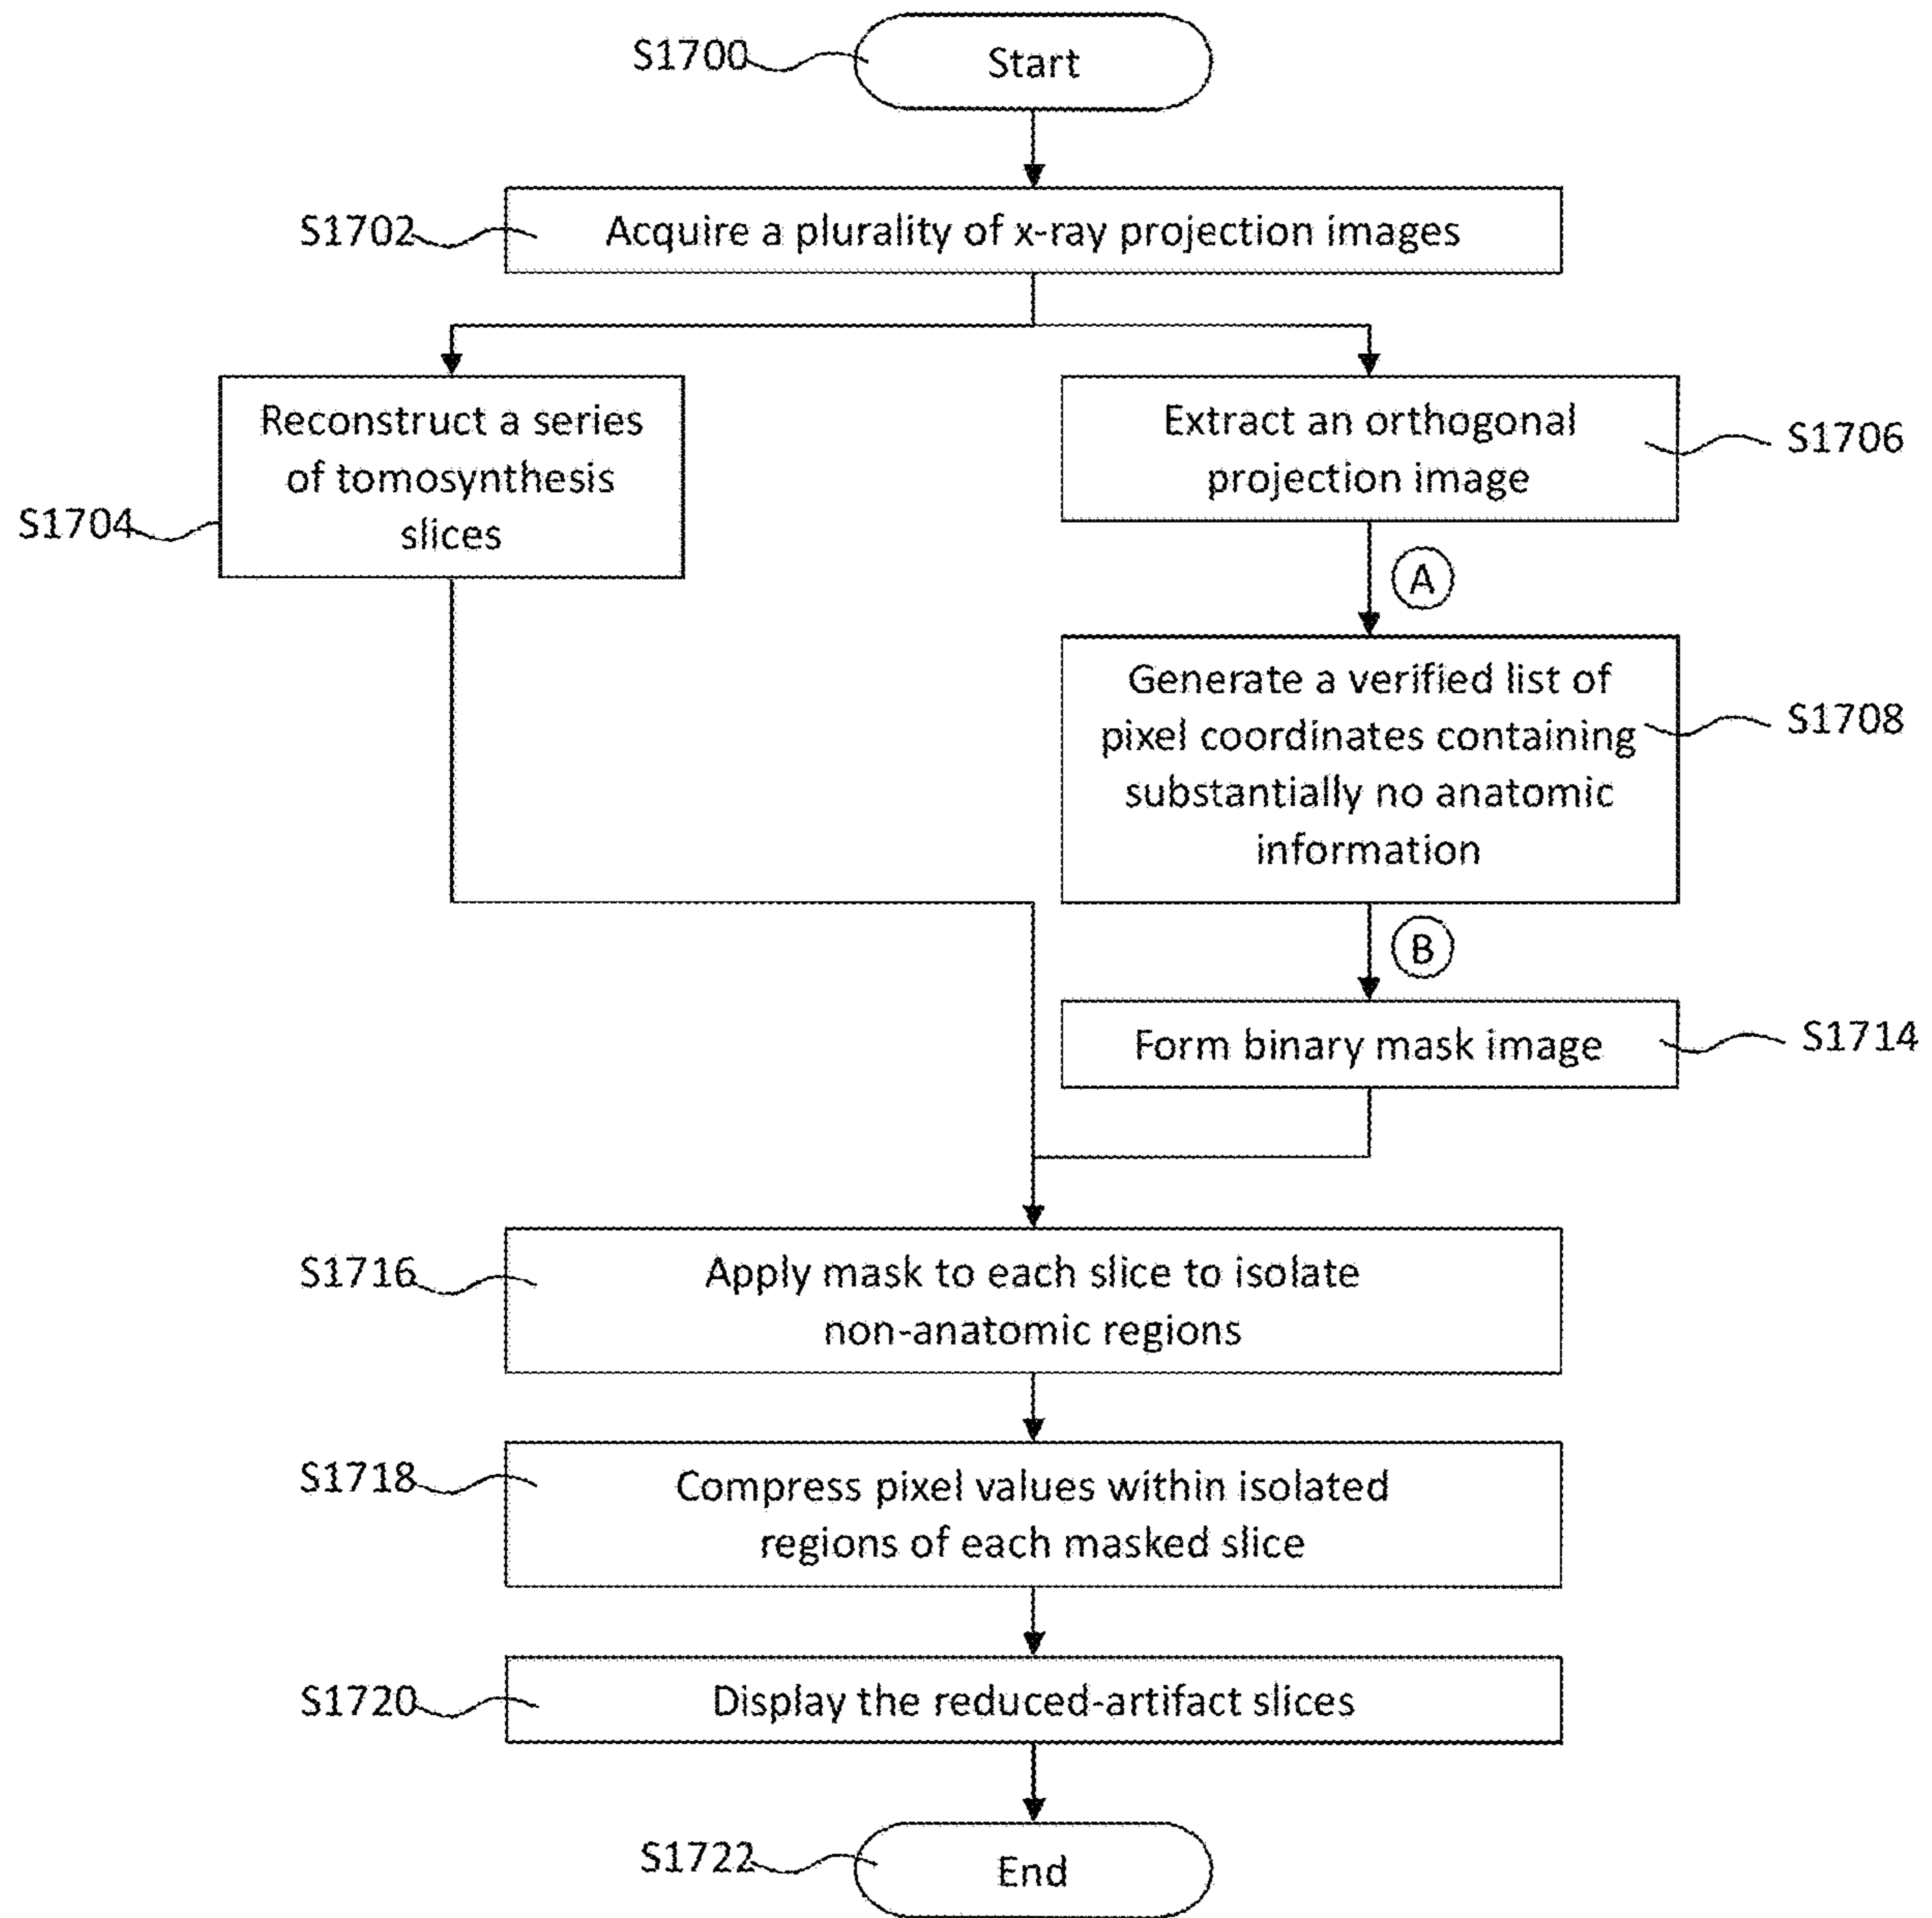 S1700
Start
S1702
Acquire a plurality of x-ray projection images
Reconstruct a series
of tomosynthesis
slices
S1704
Extract an orthogonal
projection image
S1706
A
Generate a verified list of
pixel coordinates containing
substantially no anatomic
information
S1708
B
Form binary mask image
S1714
S1716
Apply mask to each slice to isolate
non-anatomic regions
S1718
Compress pixel values within isolated
regions of each masked slice
S1720
Display the reduced-artifact slices
S1722
End